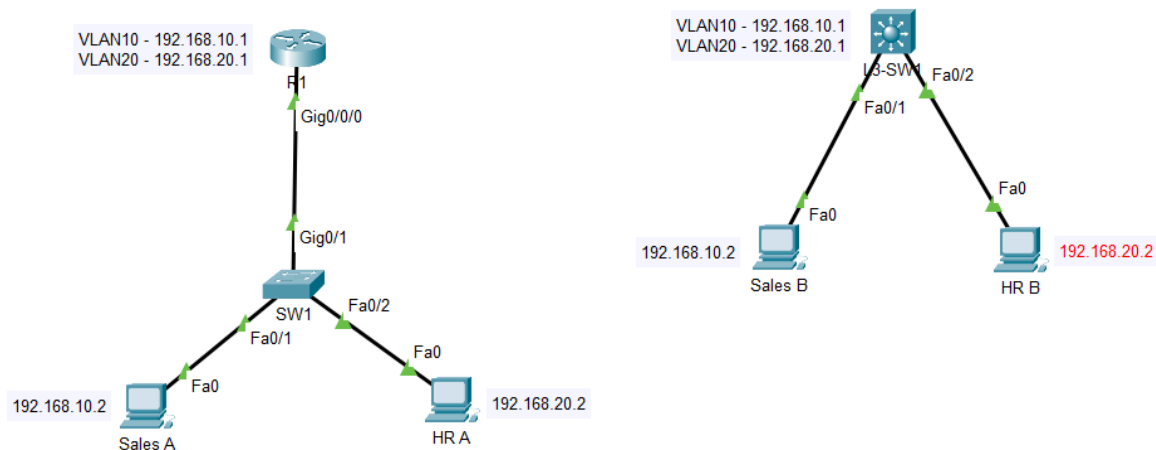 VLAN10 - 192.168.10.1
VLAN20 - 192.168.20.1
R1
Gig0/0/0
Gig0/1
SW1
Fa0/2
Fa0/1
Fa0
Fa0
192.168.10.2
192.168.20.2
Sales A
HR A
VLAN10 - 192.168.10.1
VLAN20 - 192.168.20.1
L3-SW1
Fa0/2
Fa0/1
Fa0
Fa0
192.168.10.2
192.168.20.2
Sales B
HR B